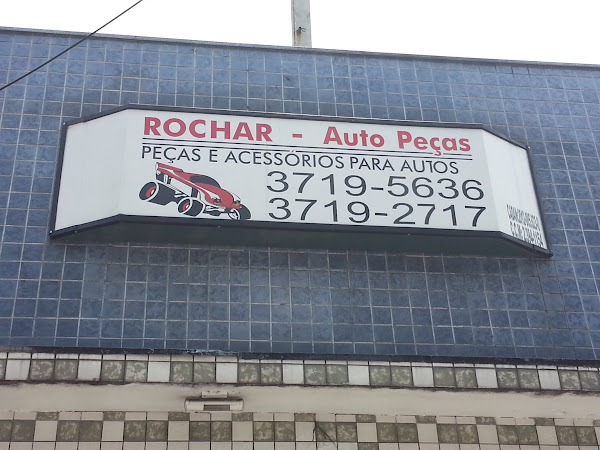 ROCHAR - Auto Peças
PEÇAS E ACESSÓRIOS PARA AUTOS
3719-5636
3719-2717